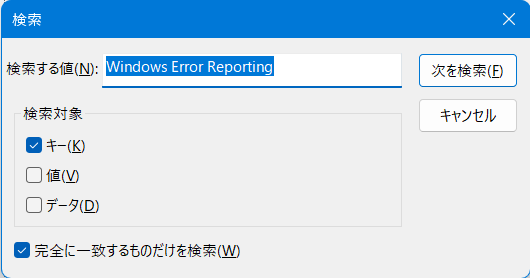 検索
検索する値(N): Windows Error Reporting
次を検索(F)
キャンセル
検索対象
キー(K)
値(V)
データ(D)
完全に一致するものだけを検索(W)